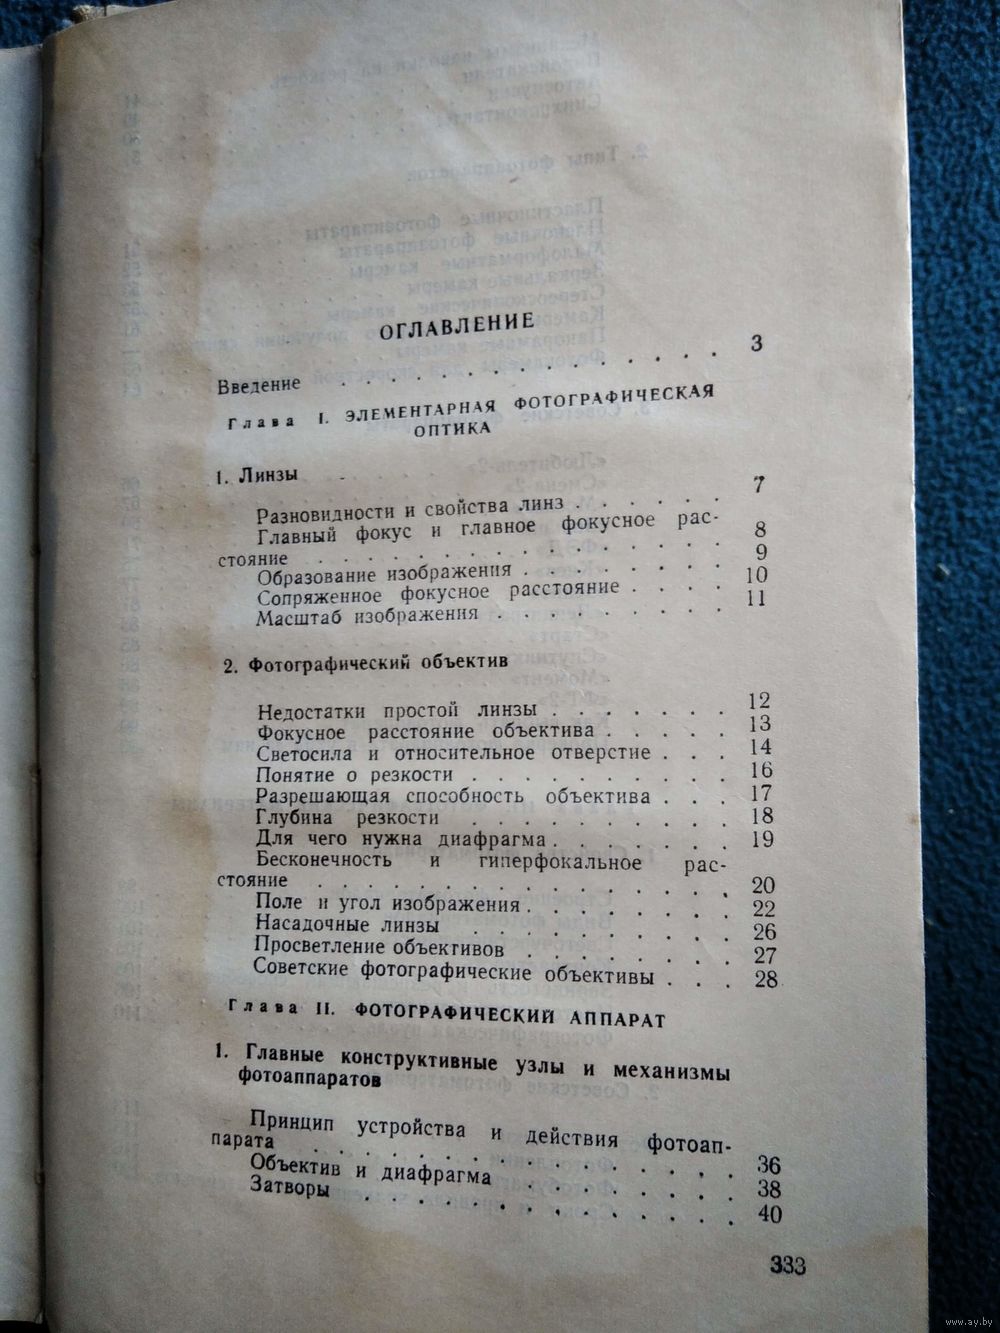 ОГЛАВЛЕНИЕ
Введение . . . . . . . . . . . . . . . . 3
Глава I. ЭЛЕМЕНТАРНАЯ ФОТОГРАФИЧЕСКАЯ
ОПТИКА
1. Линзы
Разновидности и свойства линз . . . . . . 7
Главный фокус и главное фокусное рас-
стояние . . . . . . . . . . . . . . . . 8
Образование изображения . . . . . . . . 9
Сопряженное фокусное расстояние . . . . 10
Масштаб изображения . . . . . . . . . 11
2. Фотографический объектив
Недостатки простой линзы . . . . . . . 12
Фокусное расстояние объектива . . . . . 13
Светосила и относительное отверстие . . . 14
Понятие о резкости . . . . . . . . . . 16
Разрешающая способность объектива . . . 17
Глубина резкости . . . . . . . . . . . 18
Для чего нужна диафрагма . . . . . . . 19
Бесконечность и гиперфокальное рас-
стояние . . . . . . . . . . . . . . . . 20
Поле и угол изображения . . . . . . . . 22
Насадочные линзы . . . . . . . . . . 26
Просветление объективов . . . . . . . . 27
Советские фотографические объективы . . . 28
Глава II. ФОТОГРАФИЧЕСКИЙ АППАРАТ
1. Главные конструктивные узлы и механизмы
фотоаппаратов
Принцип устройства и действия фотоап-
парата . . . . . . . . . . . . . . . . 36
Объектив и диафрагма . . . . . . . . . 38
Затворы . . . . . . . . . . . . . . . 40
333
www.ay.by